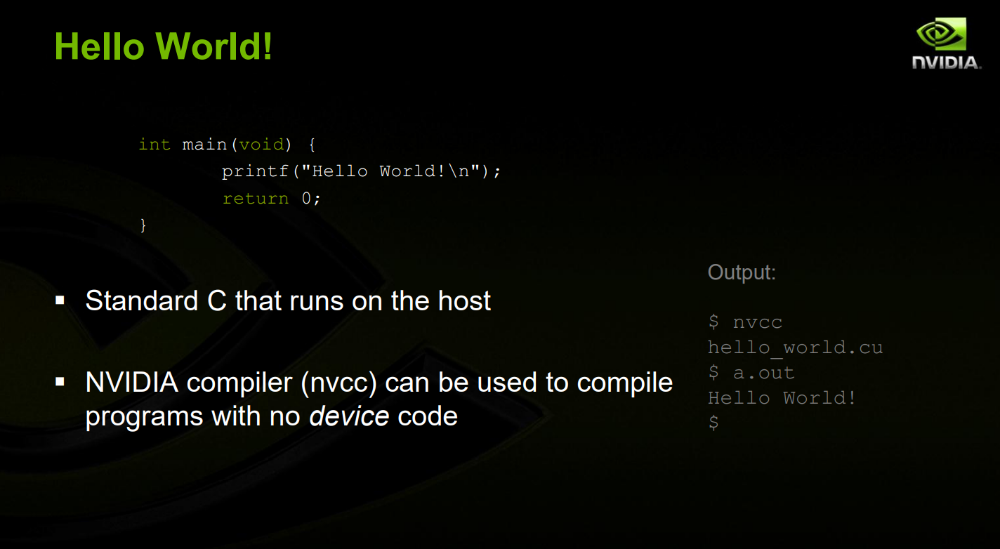 Hello World!
NVIDIA.
int main(void) {
printf("Hello World!\n");
return 0;
}
▪ Standard C that runs on the host
▪ NVIDIA compiler (nvcc) can be used to compile
programs with no device code
Output:
$ nvcc
hello_world.cu
$ a.out
Hello World!
$